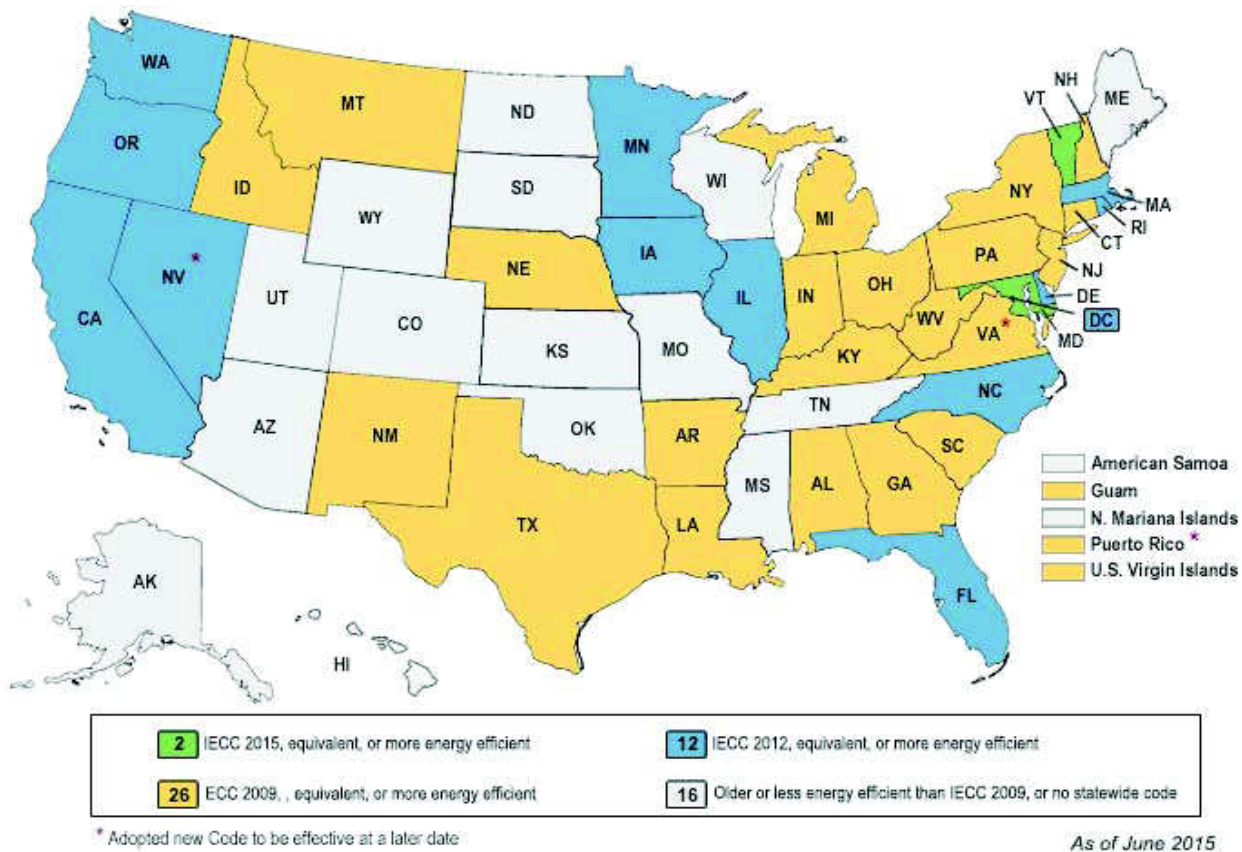 WA
MT
ND
MN
VT
NH
ME
OR
ID
SD
WI
NY
MA
WY
MI
RI
CT
NV *
NE
IA
PA
NJ
CA
UT
CO
IL
IN
OH
DE
DC
WV
VA *
MD
KS
MO
KY
AZ
NM
OK
AR
TN
NC
SC
MS
AL
GA
TX
LA
FL
AK
HI
American Samoa
Guam
N. Mariana Islands
Puerto Rico *
U.S. Virgin Islands
2 IECC 2015, equivalent, or more energy efficient
12 IECC 2012, equivalent, or more energy efficient
26 ECC 2009, , equivalent, or more energy efficient
16 Older or less energy efficient than IECC 2009, or no statewide code
* Adopted new Code to be effective at a later date
As of June 2015